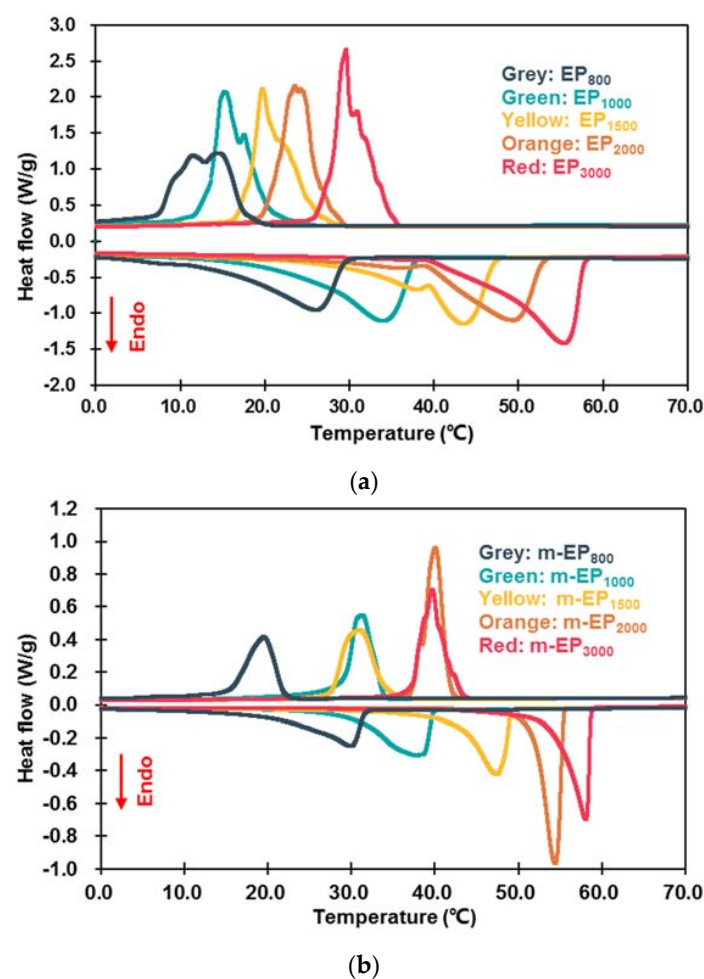 3.0
2.5
2.0
1.5
1.0
0.5
0.0
-0.5
-1.0
-1.5
-2.0
Heat flow (W/g)
Grey: EP800
Green: EP1000
Yellow: EP1500
Orange: EP2000
Red: EP3000
Endo
0.0 10.0 20.0 30.0 40.0 50.0 60.0 70.0
Temperature (℃)
(a)
1.2
1.0
0.8
0.6
0.4
0.2
0.0
-0.2
-0.4
-0.6
-0.8
-1.0
Heat flow (W/g)
Grey: m-EP800
Green: m-EP1000
Yellow: m-EP1500
Orange: m-EP2000
Red: m-EP3000
Endo
0.0 10.0 20.0 30.0 40.0 50.0 60.0 70.0
Temperature (℃)
(b)